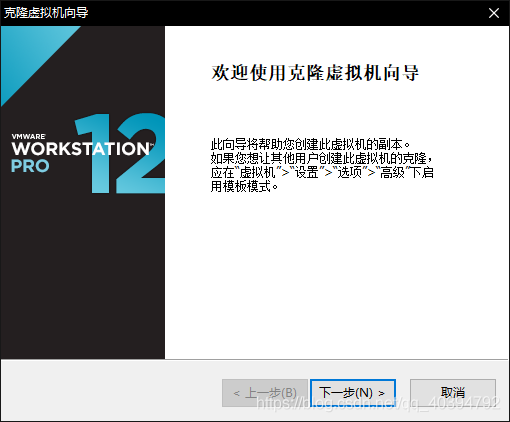 克隆虚拟机向导
VMWARE
WORKSTATION
PRO
12
欢迎使用克隆虚拟机向导
此向导将帮助您创建此虚拟机的副本。
如果您想让其他用户创建此虚拟机的克隆，
应在"虚拟机">"设置">"选项">"高级"下启
用模板模式。
< 上一步(B)
下一步(N) >
取消
https://blog.csdn.net/qq_40394792